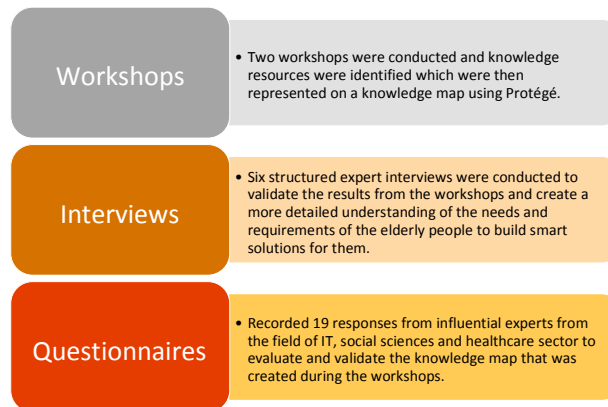 Workshops
• Two workshops were conducted and knowledge
resources were identified which were then
represented on a knowledge map using Protégé.
Interviews
• Six structured expert interviews were conducted to
validate the results from the workshops and create a
more detailed understanding of the needs and
requirements of the elderly people to build smart
solutions for them.
Questionnaires
• Recorded 19 responses from influential experts from
the field of IT, social sciences and healthcare sector to
evaluate and validate the knowledge map that was
created during the workshops.